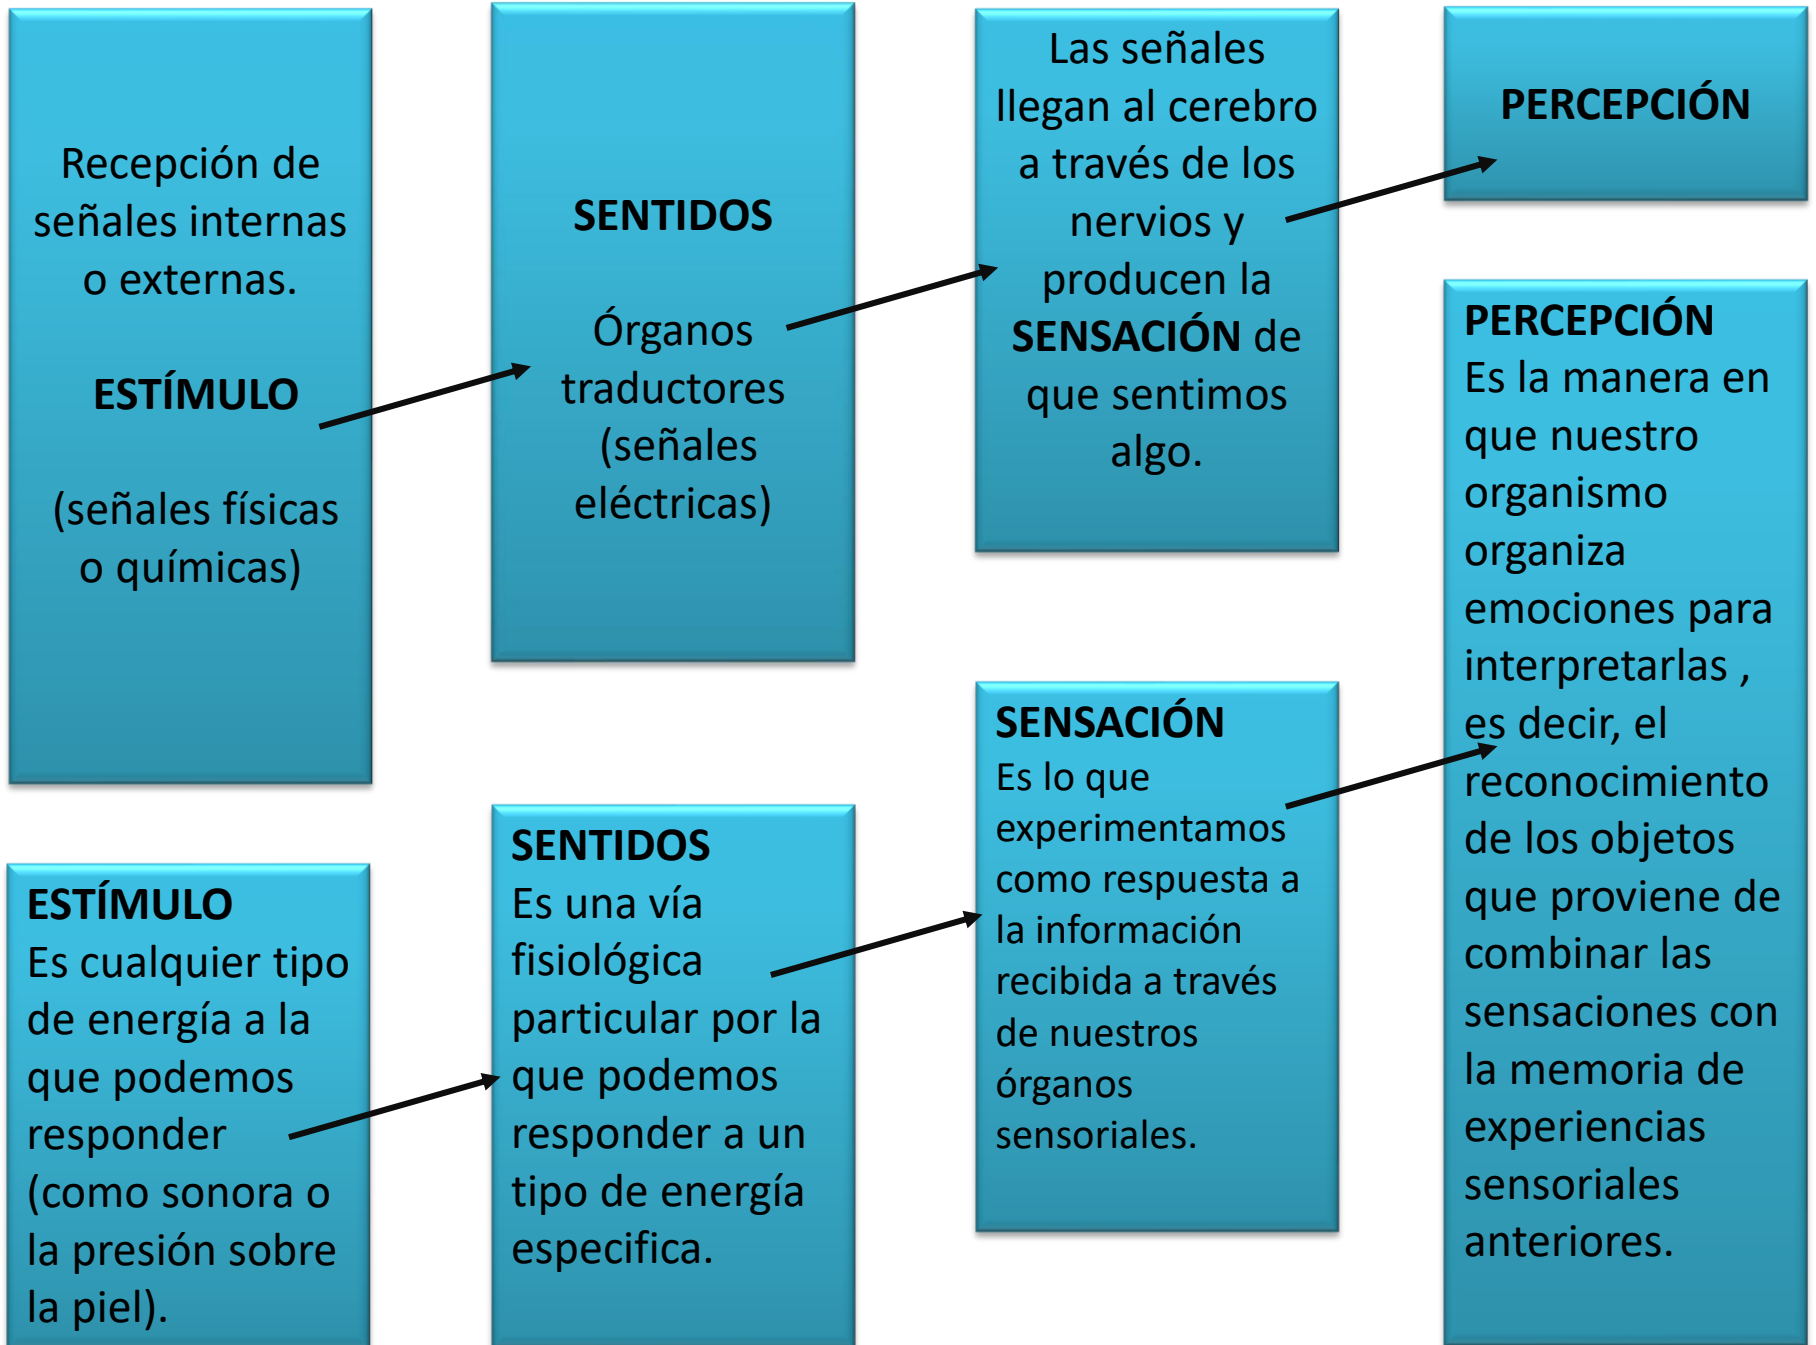 Recepción de
señales internas
o externas.
ESTÍMULO
(señales físicas
o químicas)
SENTIDOS
Órganos
traductores
(señales
eléctricas)
Las señales
llegan al cerebro
a través de los
nervios y
producen la
SENSACIÓN de
que sentimos
algo.
PERCEPCIÓN
ESTÍMULO
Es cualquier tipo
de energía a la
que podemos
responder
(como sonora o
la presión sobre
la piel).
SENTIDOS
Es una vía
fisiológica
particular por la
que podemos
responder a un
tipo de energía
especifica.
SENSACIÓN
Es lo que
experimentamos
como respuesta a
la información
recibida a través
de nuestros
órganos
sensoriales.
PERCEPCIÓN
Es la manera en
que nuestro
organismo
organiza
emociones para
interpretarlas ,
es decir, el
reconocimiento
de los objetos
que proviene de
combinar las
sensaciones con
la memoria de
experiencias
sensoriales
anteriores.